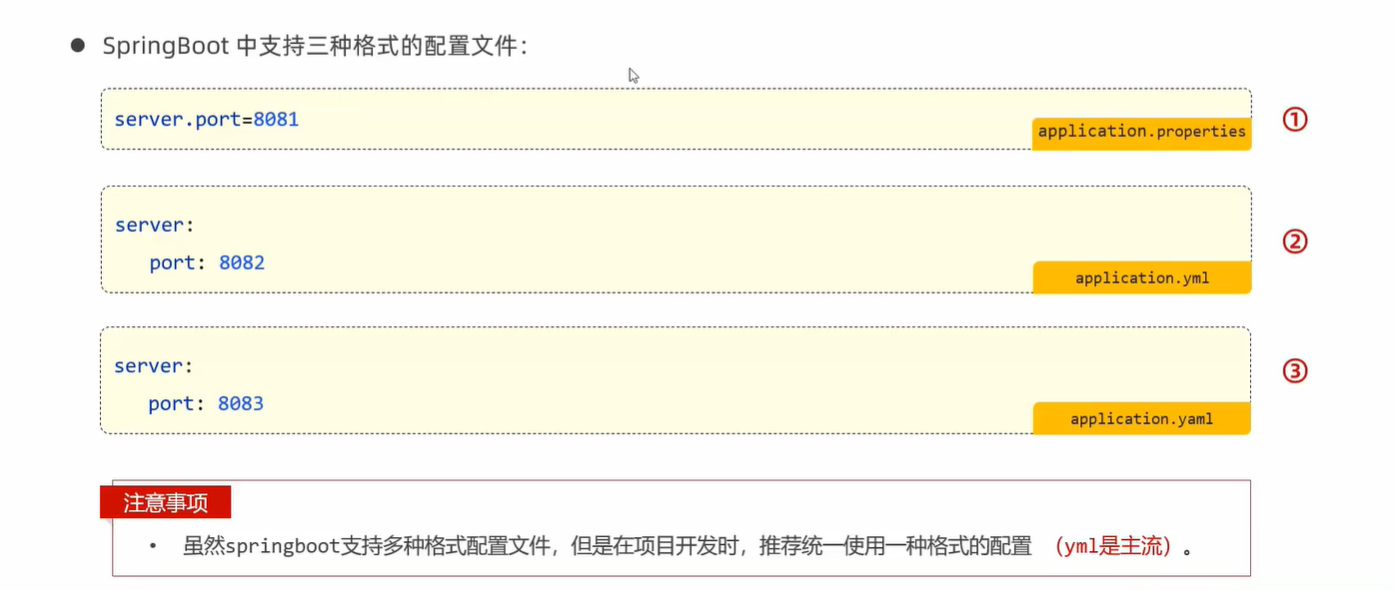 ● SpringBoot 中支持三种格式的配置文件：
server.port=8081
application.properties
①
server:
port: 8082
application.yml
②
server:
port: 8083
application.yaml
③
注意事项
• 虽然springboot支持多种格式配置文件，但是在项目开发时，推荐统一使用一种格式的配置 （yml是主流）。